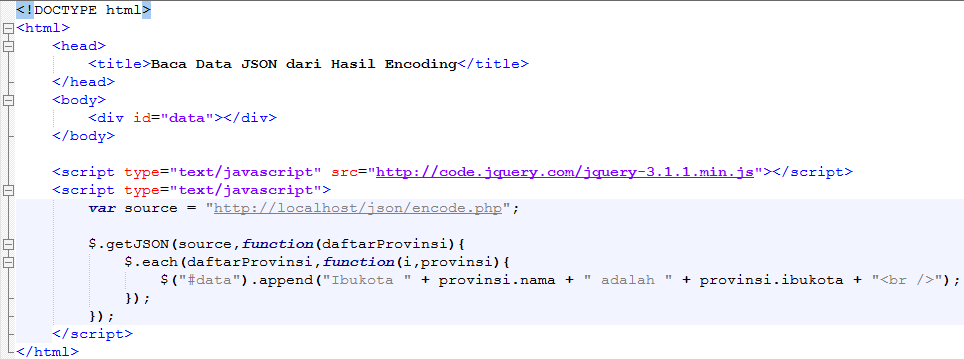 <!DOCTYPE html>
<html>
<head>
<title>Baca Data JSON dari Hasil Encoding</title>
</head>
<body>
<div id="data"></div>
</body>
<script type="text/javascript" src="http://code.jquery.com/jquery-3.1.1.min.js"></script>
<script type="text/javascript">
var source = "http://localhost/json/encode.php";
$.getJSON(source,function(daftarProvinsi){
$.each(daftarProvinsi,function(i,provinsi){
$("#data").append("Ibukota " + provinsi.nama + " adalah " + provinsi.ibukota + "<br />");
});
});
</script>
</html>